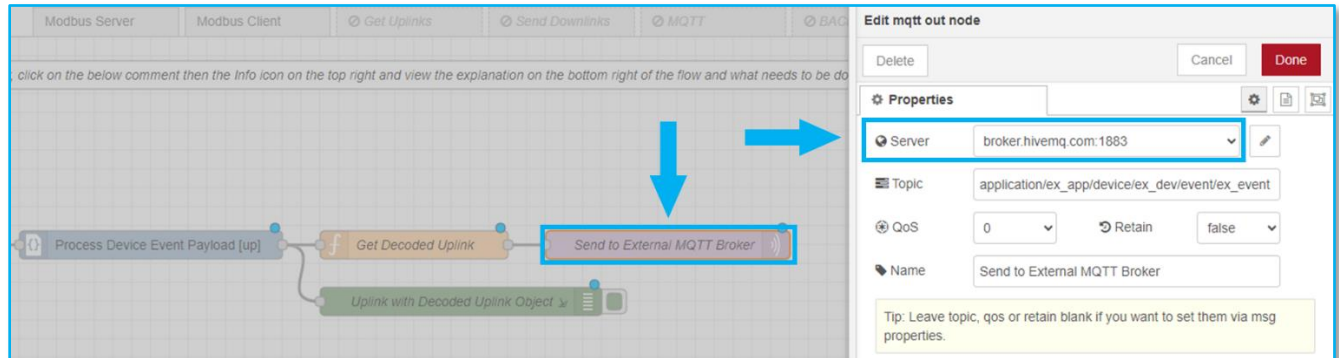 Modbus Server
Modbus Client
Get Uplinks
Send Downlinks
MQTT
BAC
click on the below comment then the Info icon on the top right and view the explanation on the bottom right of the flow and what needs to be do
Process Device Event Payload [up]
Get Decoded Uplink
Send to External MQTT Broker
Uplink with Decoded Uplink Object
Edit mqtt out node
Delete
Cancel
Done
Properties
Server
broker.hivemq.com:1883
Topic
application/ex_app/device/ex_dev/event/ex_event
QoS
0
Retain
false
Name
Send to External MQTT Broker
Tip: Leave topic, qos or retain blank if you want to set them via msg
properties.